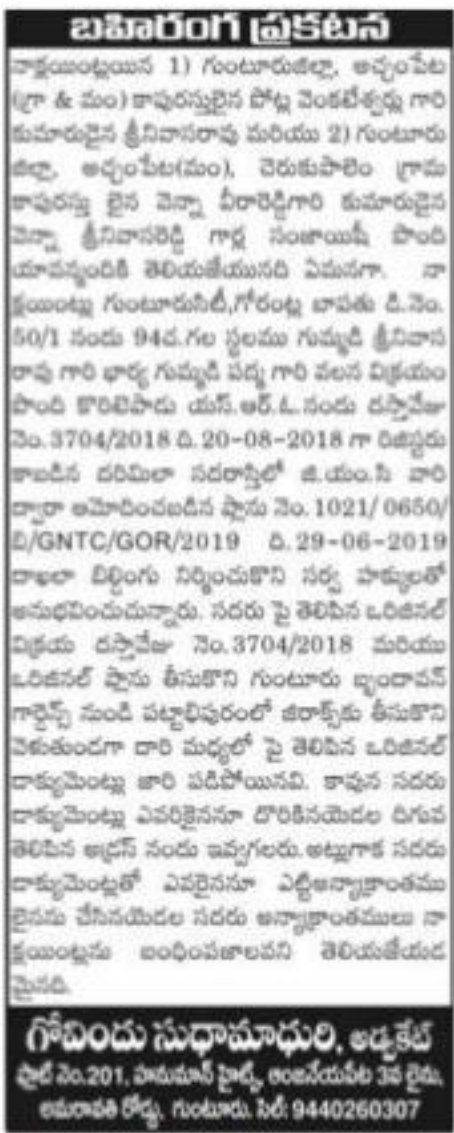 బహిరంగ ప్రకటన
నాక్లయింట్లయిన 1) గుంటూరుజిల్లా, అచ్చంపేట
(గ్రా & మం) కాపురస్తులైన పోట్ల వెంకటేశ్వర్లు గారి
కుమారుడైన శ్రీనివాసరావు మరియు 2) గుంటూరు
జిల్లా, అచ్చంపేట(మం), చెరుకుపాలెం గ్రామ
కాపురస్తు లైన వెన్నా వీరారెడ్డిగారి కుమారుడైన
వెన్నా శ్రీనివాసరెడ్డి గార్ల సంజాయిషీ పొంది
యావన్మందికి తెలియజేయునది ఏమనగా. నా
క్లయింట్లు గుంటూరుసిటీ,గోరంట్ల బాపతు డి.నెం.
50/1 నందు 94చ.గల స్థలము గుమ్మడి శ్రీనివాస
రావు గారి భార్య గుమ్మడి పద్మ గారి వలన విక్రయం
పొంది కొరిటెపాడు యస్.ఆర్.ఓ.నందు దస్తావేజు
నెం.3704/2018 ది.20-08-2018 గా రిజిస్టరు
కాబడిన దరిమిలా సదరాస్తిలో జి.యం.సి వారి
ద్వారా ఆమోదించబడిన ప్లాను నెం.1021/0650/
బి/GNTC/GOR/2019 ది.29-06-2019
దాఖలా బిల్డింగు నిర్మించుకొని సర్వ హక్కులతో
అనుభవించుచున్నారు. సదరు పై తెలిపిన ఒరిజినల్
విక్రయ దస్తావేజు నెం.3704/2018 మరియు
ఒరిజినల్ ప్లాను తీసుకొని గుంటూరు బృందావన్
గార్డెన్స్ నుండి పట్టాభిపురంలో జిరాక్స్‌కు తీసుకొని
వెళుతుండగా దారి మధ్యలో పై తెలిపిన ఒరిజినల్
డాక్యుమెంట్లు జారి పడిపోయినవి. కావున సదరు
డాక్యుమెంట్లు ఎవరికైననూ దొరికినయెడల దిగువ
తెలిపిన అడ్రస్ నందు ఇవ్వగలరు.అట్లుగాక సదరు
డాక్యుమెంట్లతో ఎవరైననూ ఎట్టిఅన్యాక్రాంతము
లైనను చేసినయెడల సదరు అన్యాక్రాంతములు నా
క్లయింట్లను బంధింపజాలవని తెలియజేయడ
మైనది.
గోవిందు సుధామాధురి, అడ్వకేట్
ప్లాట్ నెం.201, హనుమాన్ హైట్స్, ఆంజనేయపేట 3వ లైను,
అమరావతి రోడ్డు, గుంటూరు. సెల్: 9440260307